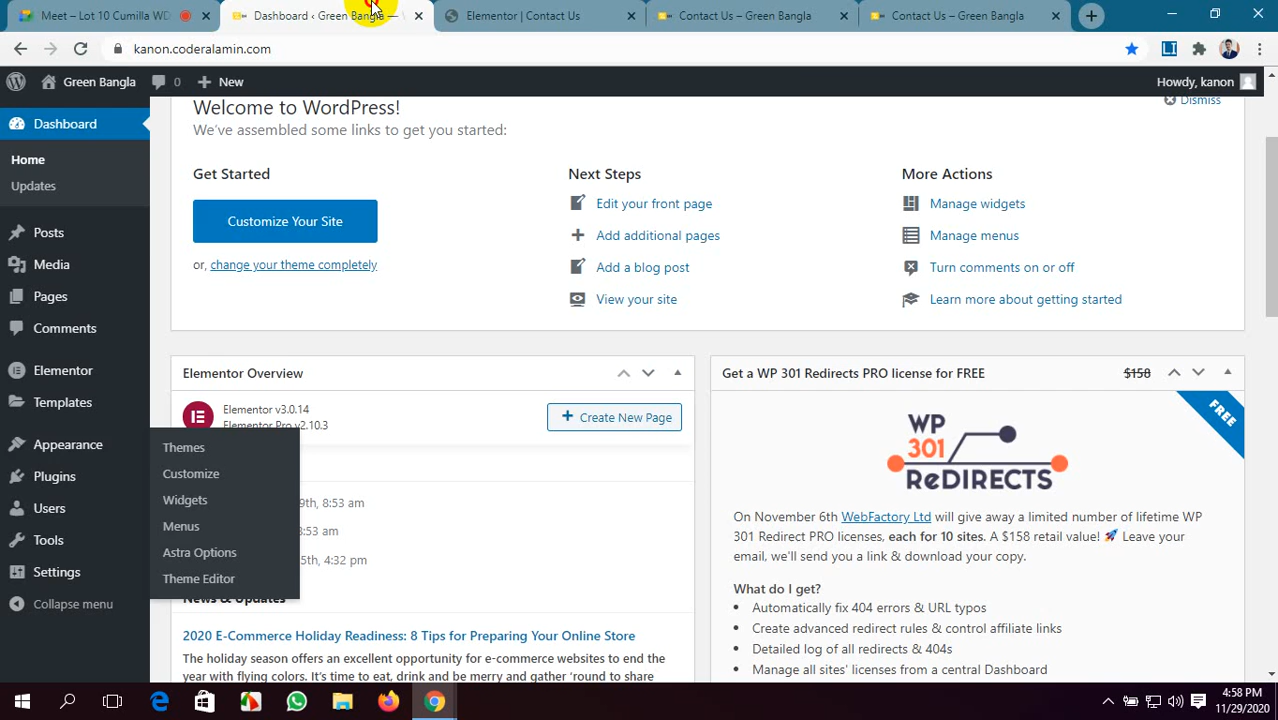 Meet – Lot 10 Cumilla WD
Dashboard ‹ Green Bangla —
Elementor | Contact Us
Contact Us – Green Bangla
Contact Us – Green Bangla
kanon.coderalamin.com
Green Bangla
0
New
Howdy, kanon
Dashboard
Home
Updates
Posts
Media
Pages
Comments
Elementor
Templates
Appearance
Plugins
Users
Tools
Settings
Collapse menu
Themes
Customize
Widgets
Menus
Astra Options
Theme Editor
Welcome to WordPress!
Dismiss
We've assembled some links to get you started:
Get Started
Customize Your Site
or, change your theme completely
Next Steps
Edit your front page
Add additional pages
Add a blog post
View your site
More Actions
Manage widgets
Manage menus
Turn comments on or off
Learn more about getting started
Elementor Overview
Elementor v3.0.14
Elementor Pro v2.10.3
Create New Page
9th, 8:53 am
8:53 am
5th, 4:32 pm
News & Updates
2020 E-Commerce Holiday Readiness: 8 Tips for Preparing Your Online Store
The holiday season offers an excellent opportunity for e-commerce websites to end the
year with flying colors. It's time to eat, drink and be merry and gather 'round to share
Get a WP 301 Redirects PRO license for FREE
$158
FREE
WP
301
ReDIRECTS
On November 6th WebFactory Ltd will give away a limited number of lifetime WP
301 Redirect PRO licenses, each for 10 sites. A $158 retail value! 🚀 Leave your
email, we'll send you a link & download your copy.
What do I get?
• Automatically fix 404 errors & URL typos
• Create advanced redirect rules & control affiliate links
• Detailed log of all redirects & 404s
• Manage all sites' licenses from a central Dashboard
4:58 PM
11/29/2020